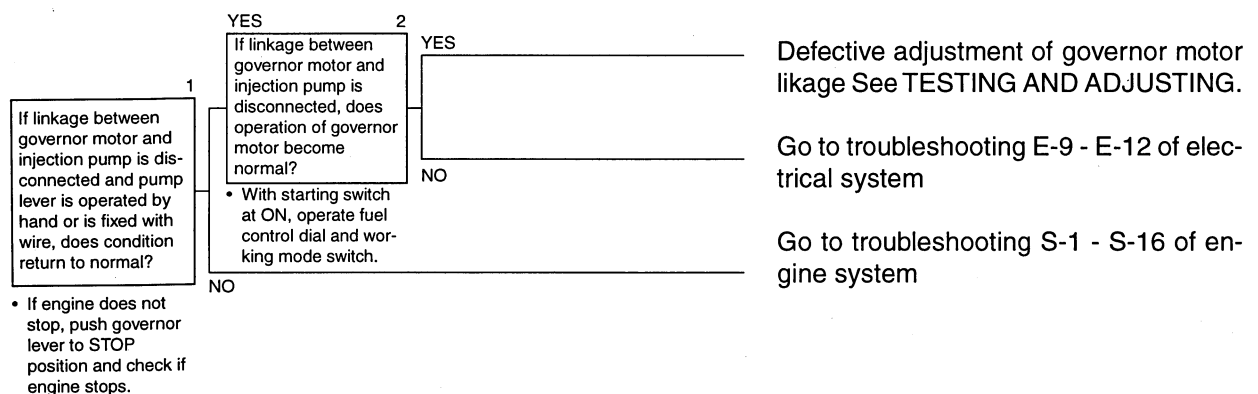 1
If linkage between
governor motor and
injection pump is dis-
connected and pump
lever is operated by
hand or is fixed with
wire, does condition
return to normal?
• If engine does not
stop, push governor
lever to STOP
position and check if
engine stops.
YES 2
If linkage between
governor motor and
injection pump is
disconnected, does
operation of governor
motor become
normal?
• With starting switch
at ON, operate fuel
control dial and wor-
king mode switch.
NO
YES
NO
Defective adjustment of governor motor
likage See TESTING AND ADJUSTING.
Go to troubleshooting E-9 - E-12 of elec-
trical system
Go to troubleshooting S-1 - S-16 of en-
gine system